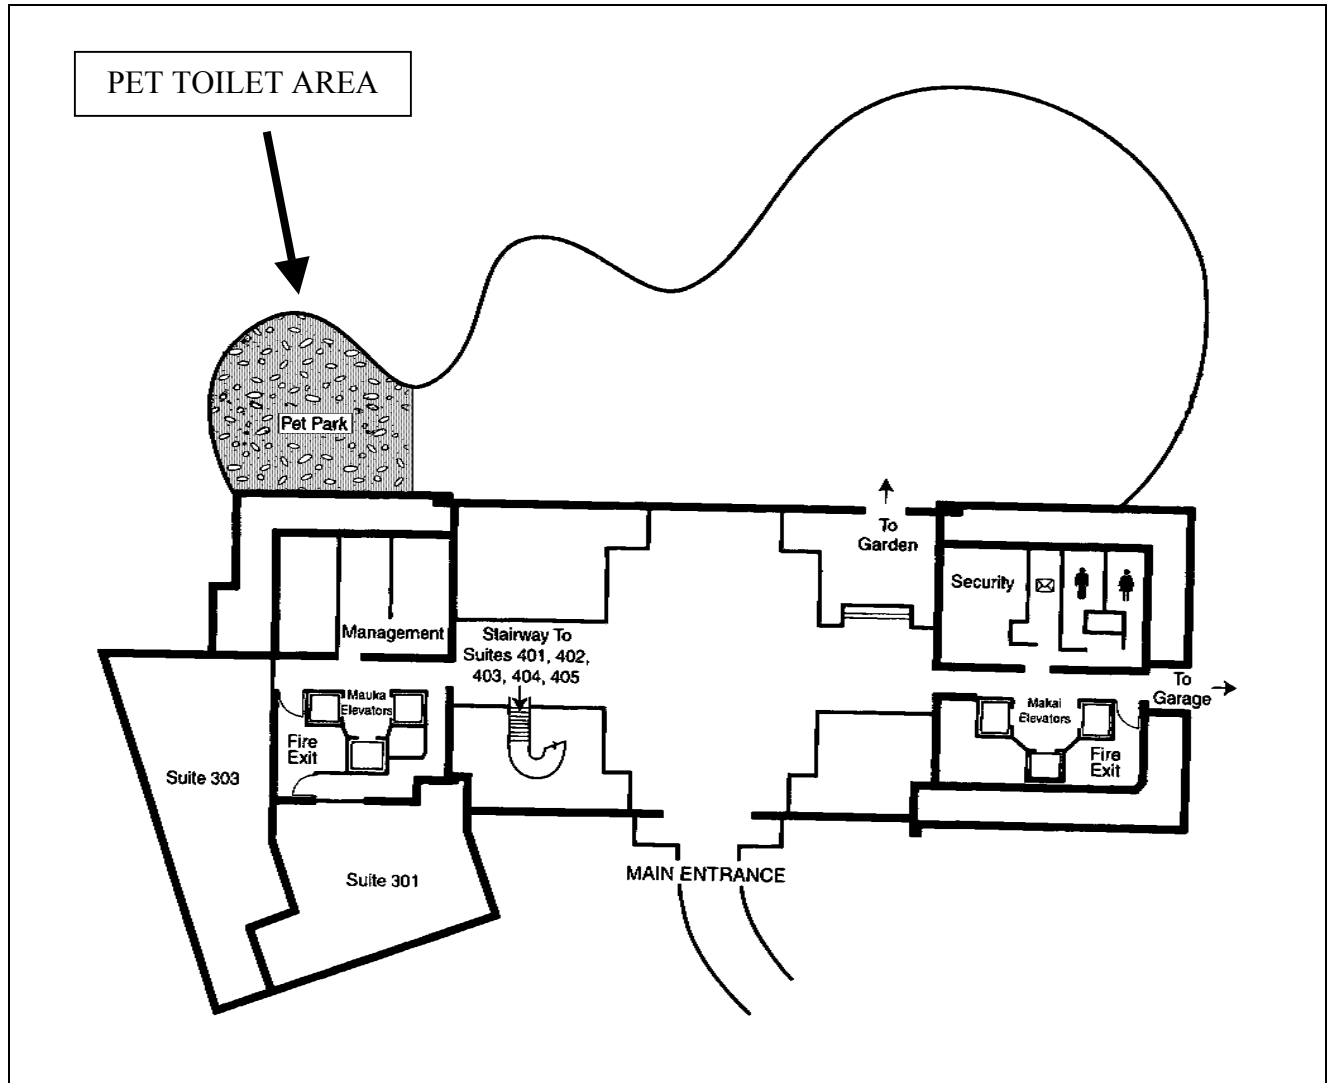 PET TOILET AREA
Pet Park
To
Garden
Security
Management
Stairway To
Suites 401, 402,
403, 404, 405
To
Garage
Mauka
Elevators
Makai
Elevators
Fire
Exit
Fire
Exit
Suite 303
Suite 301
MAIN ENTRANCE